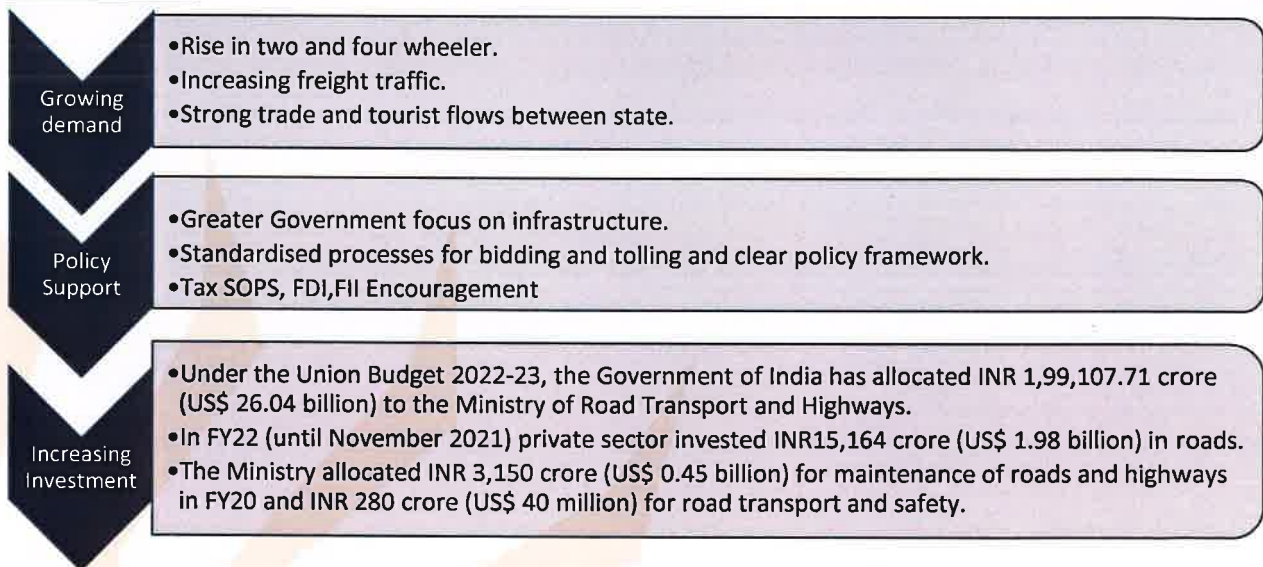 Growing
demand
•Rise in two and four wheeler.
•Increasing freight traffic.
•Strong trade and tourist flows between state.
Policy
Support
•Greater Government focus on infrastructure.
•Standardised processes for bidding and tolling and clear policy framework.
•Tax SOPS, FDI,FII Encouragement
Increasing
Investment
•Under the Union Budget 2022-23, the Government of India has allocated INR 1,99,107.71 crore
(US$ 26.04 billion) to the Ministry of Road Transport and Highways.
•In FY22 (until November 2021) private sector invested INR15,164 crore (US$ 1.98 billion) in roads.
•The Ministry allocated INR 3,150 crore (US$ 0.45 billion) for maintenance of roads and highways
in FY20 and INR 280 crore (US$ 40 million) for road transport and safety.